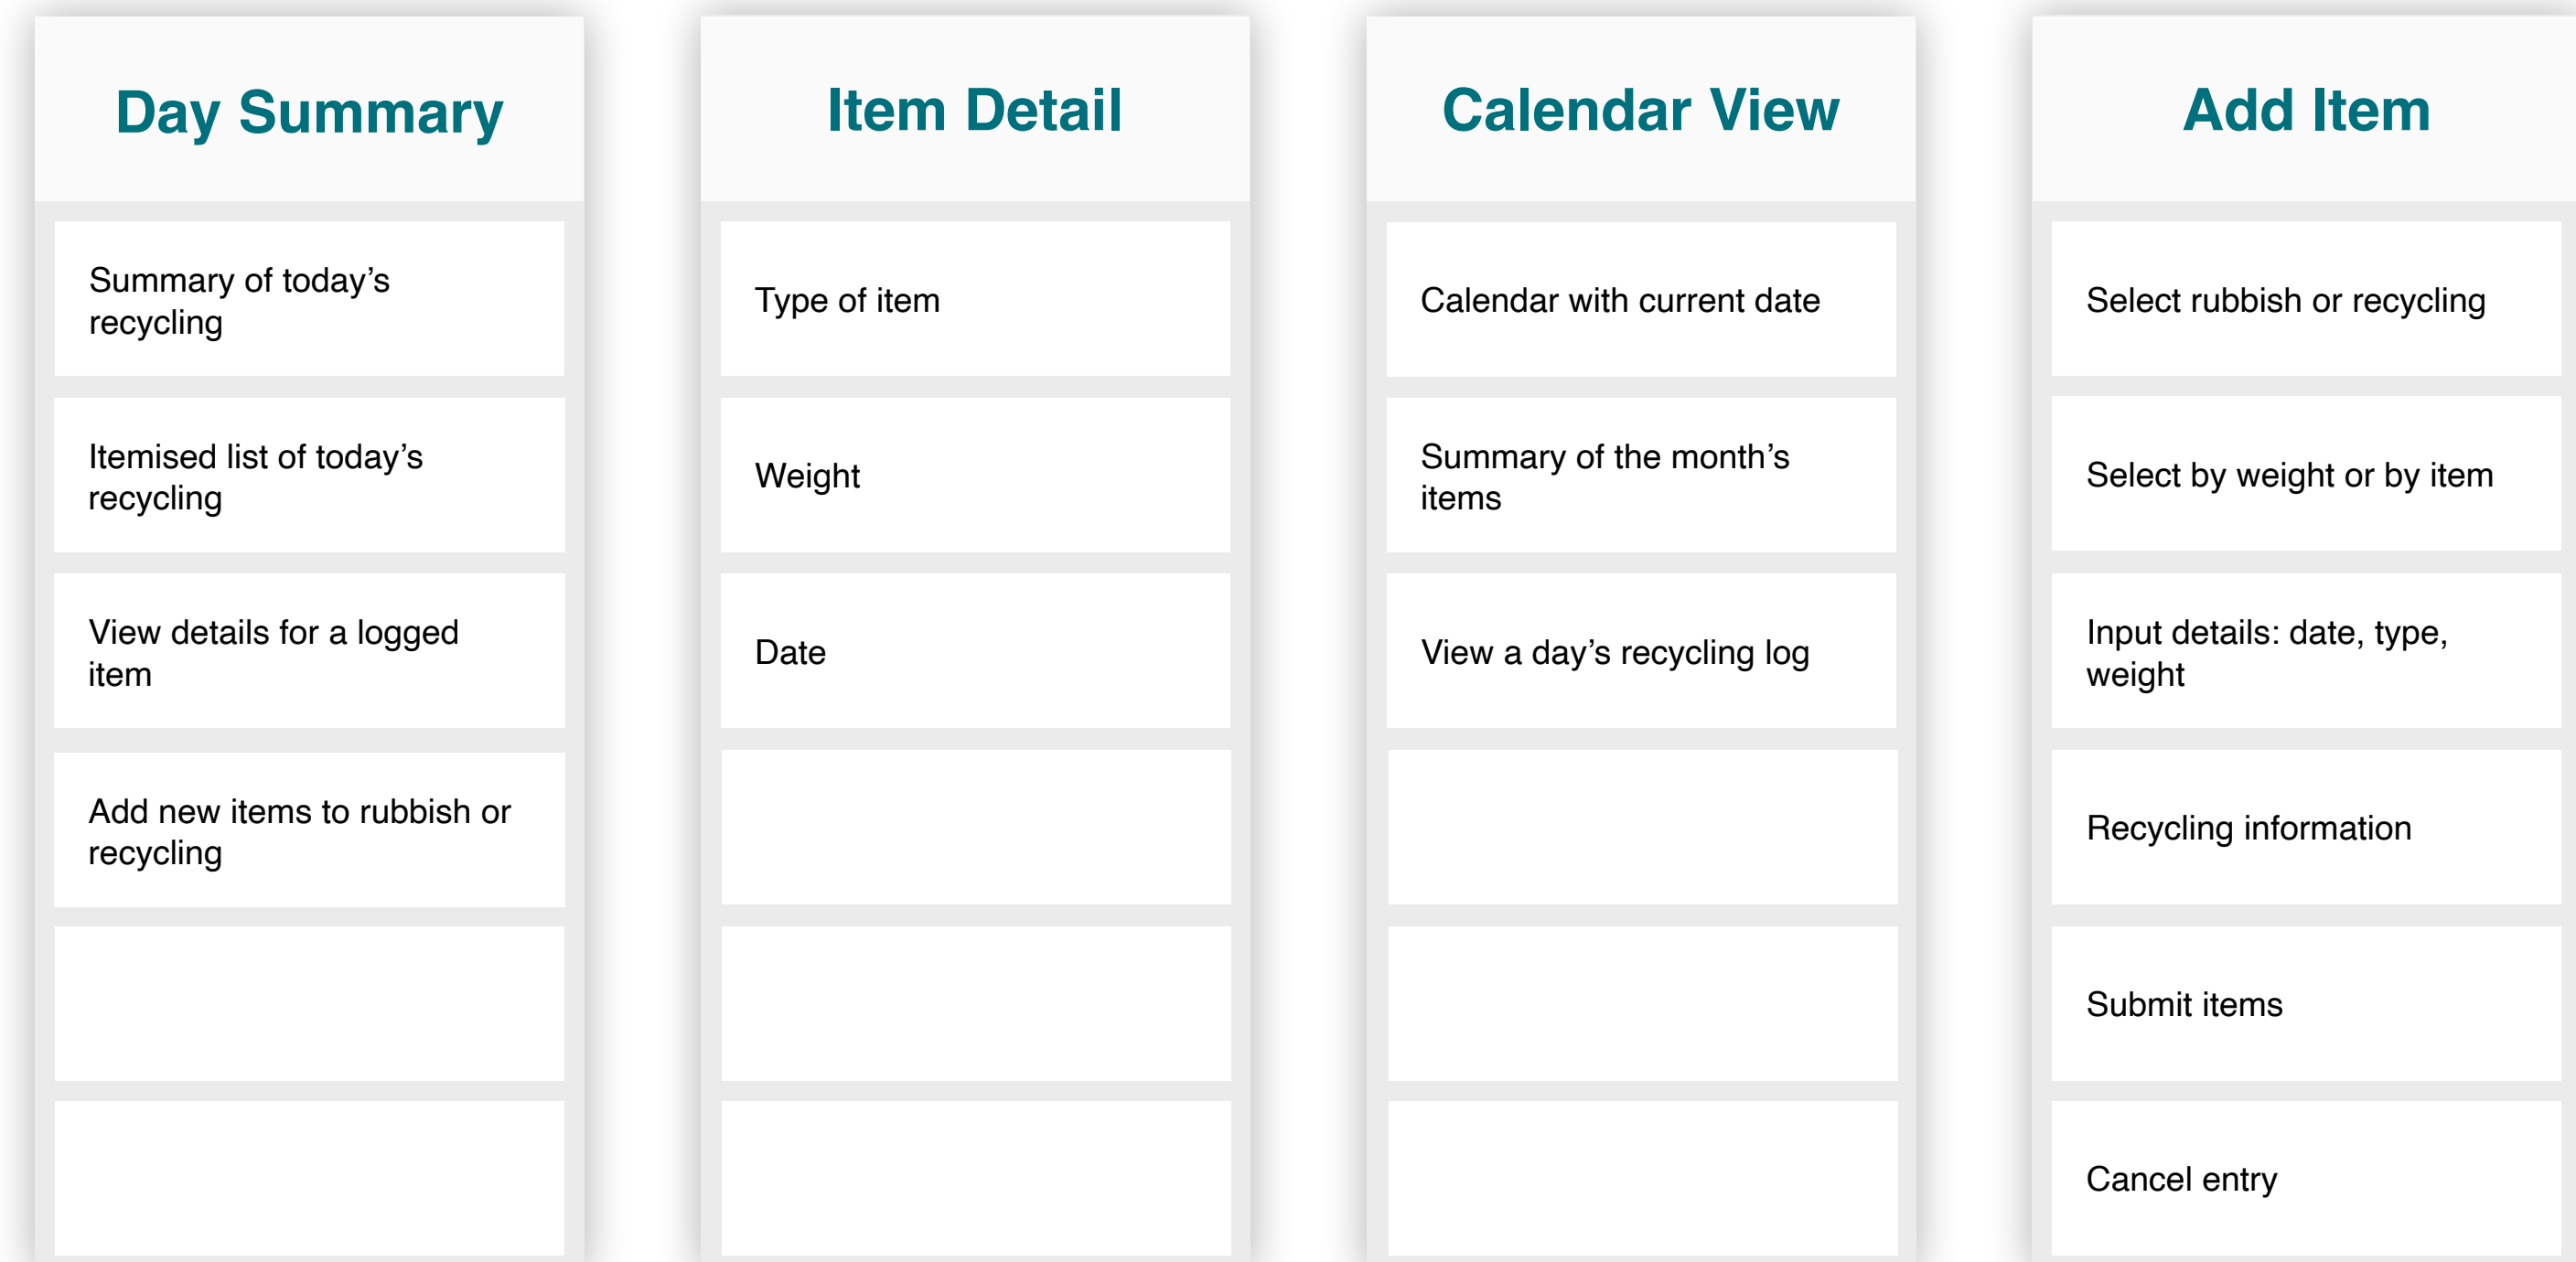 Day Summary
Summary of today’s
recycling
Itemised list of today’s
recycling
View details for a logged
item
Add new items to rubbish or
recycling
Item Detail
Type of item
Weight
Date
Calendar View
Calendar with current date
Summary of the month’s
items
View a day’s recycling log
Add Item
Select rubbish or recycling
Select by weight or by item
Input details: date, type,
weight
Recycling information
Submit items
Cancel entry